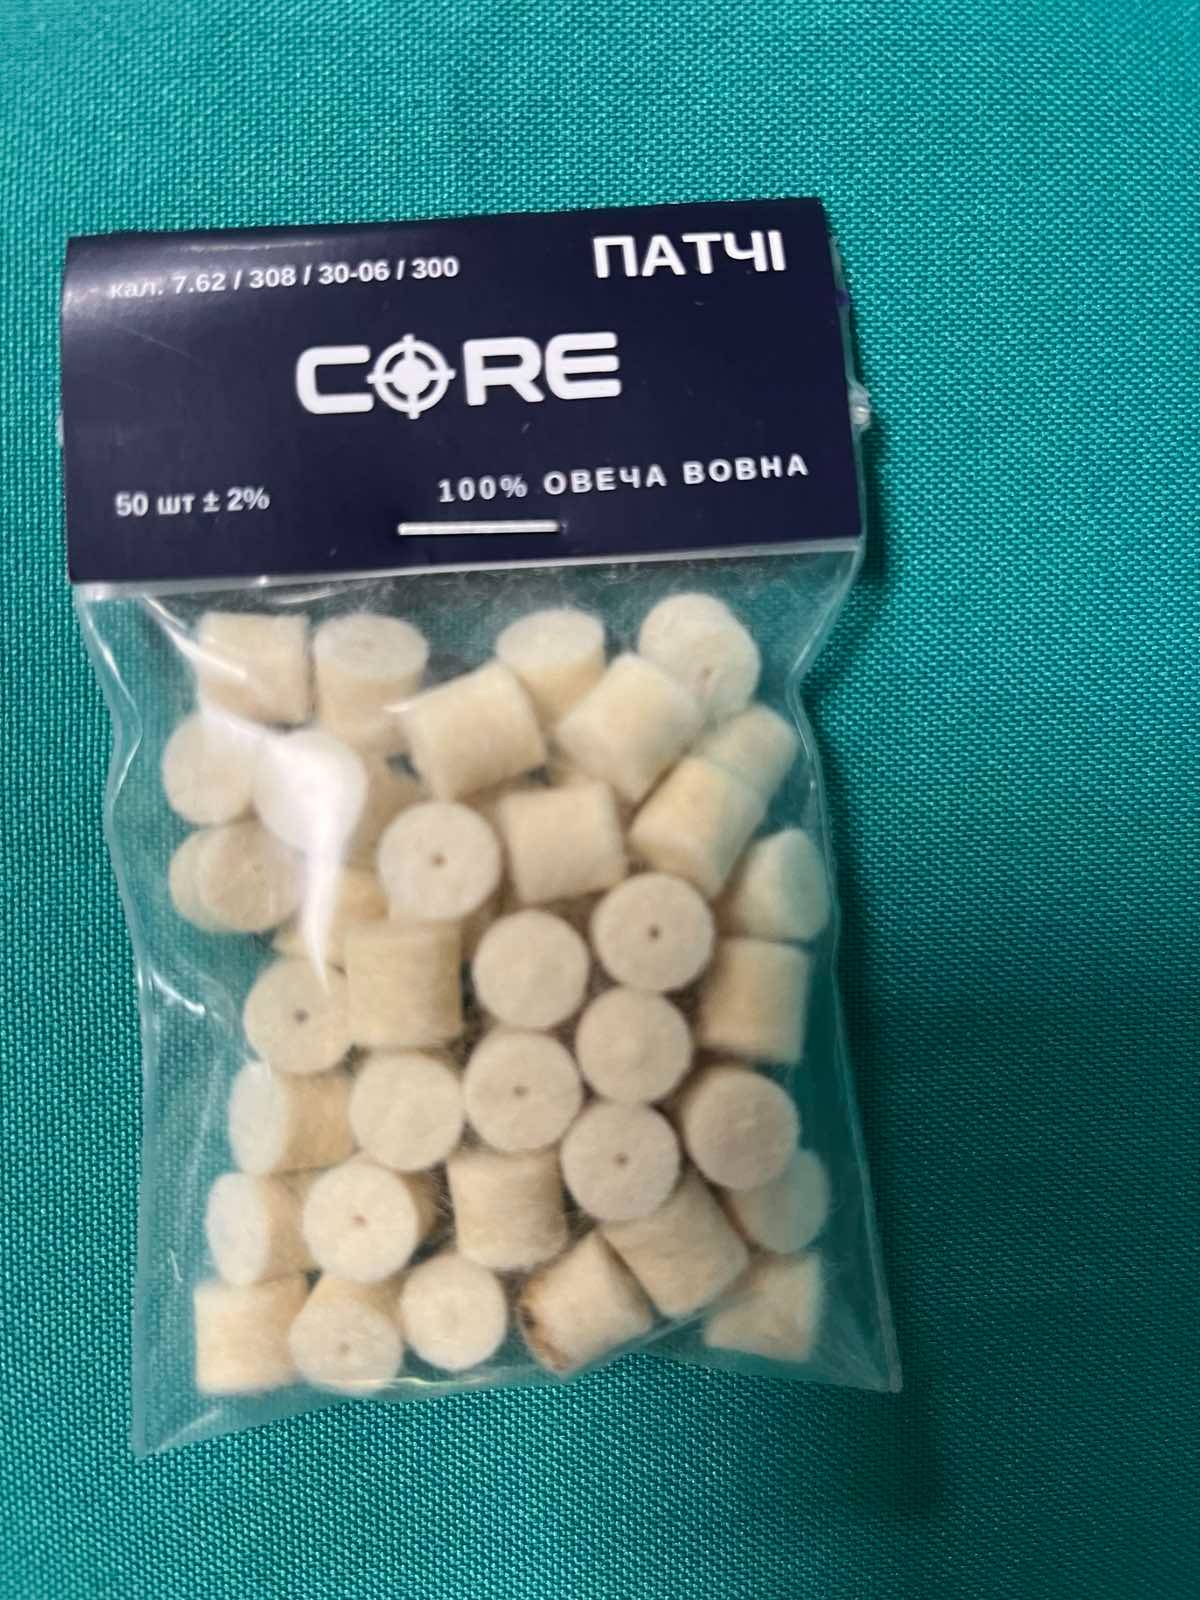 ПАТЧІ
кал. 7.62 / 308 / 30-06 / 300
CORE
100% ОВЕЧА ВОВНА
50 шт ± 2%